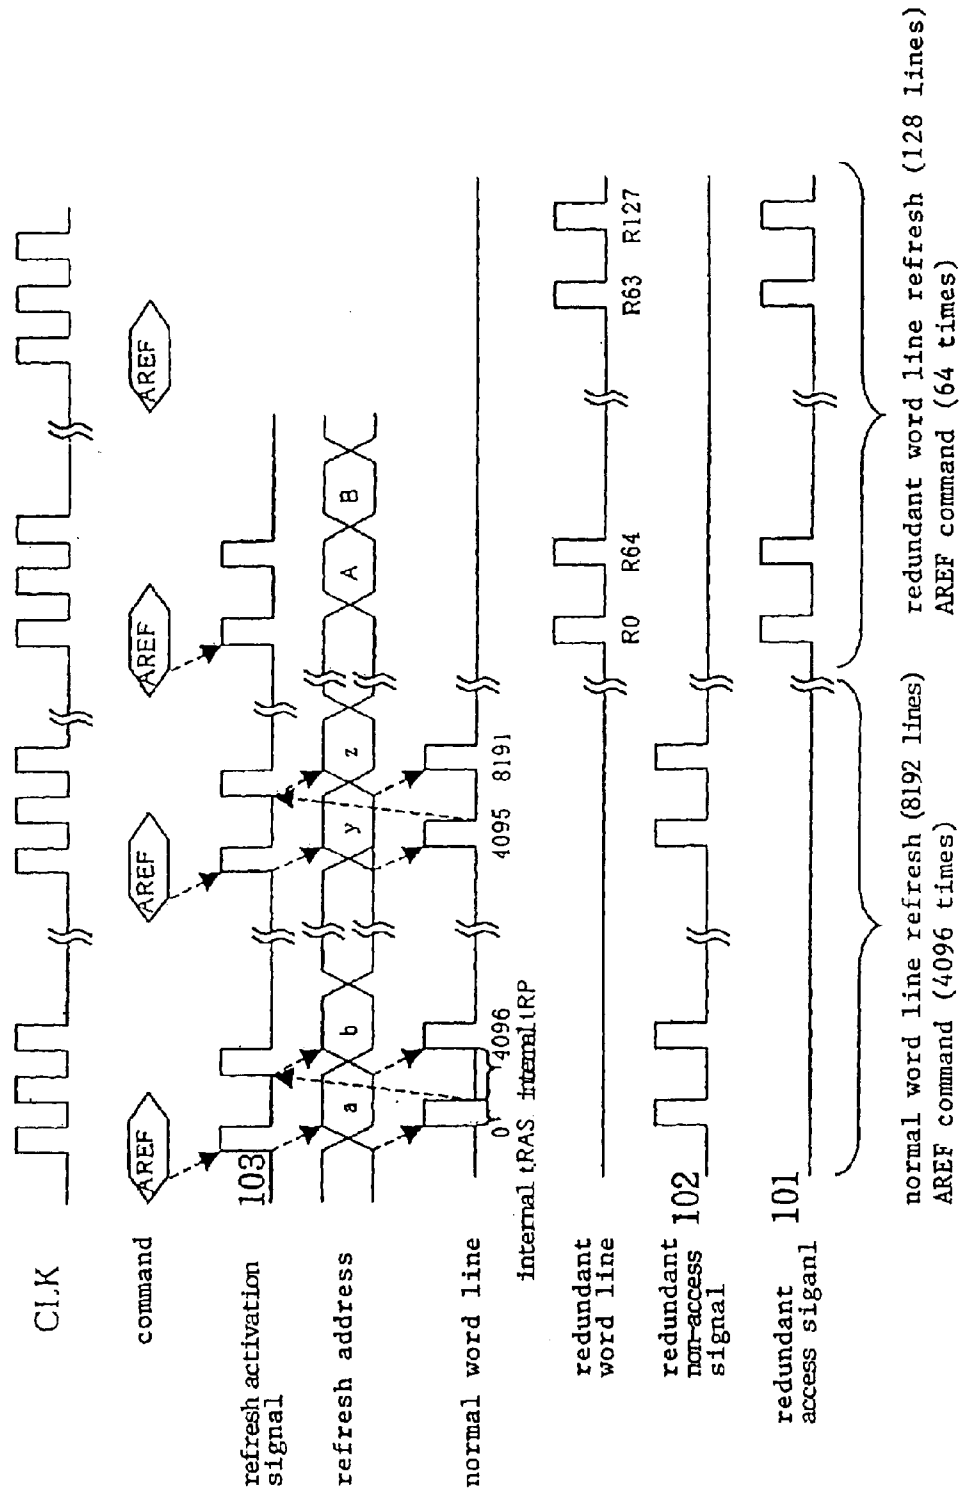 CLK
command
AREF
AREF
AREF
AREF
refresh activation
signal
103
refresh address
a
b
y
z
A
B
normal word line
0
4096
4095
8191
internal tRAS
internal tRP
redundant
word line
R0
R64
R63
R127
redundant
non-access
signal
102
redundant
access siganl
101
normal word line refresh (8192 lines)
AREF command (4096 times)
redundant word line refresh (128 lines)
AREF command (64 times)